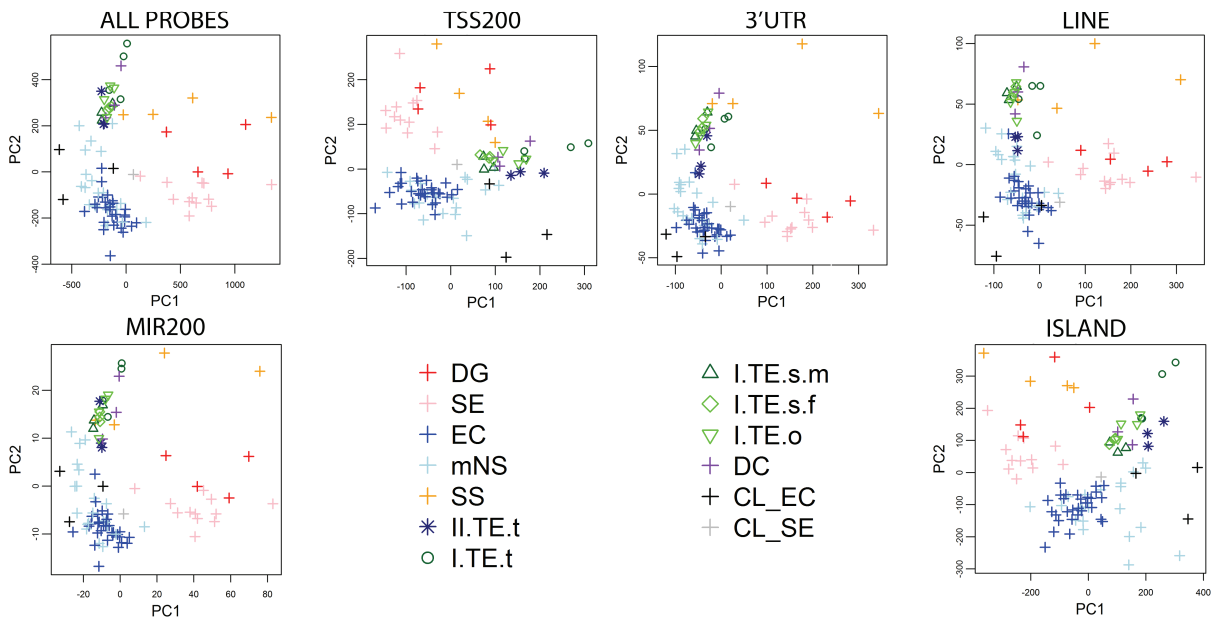 ALL PROBES
PC2
400
200
0
-200
-400
-500
0
500
1000
PC1
TSS200
PC2
300
200
100
0
-100
-200
-100
0
100
200
300
PC1
3'UTR
PC2
100
50
0
-50
-100
0
100
200
300
PC1
LINE
PC2
100
50
0
-50
-100
0
100
200
300
PC1
MIR200
PC2
20
10
0
-10
-20
0
20
40
60
80
PC1
DG
SE
EC
mNS
SS
II.TE.t
I.TE.t
I.TE.s.m
I.TE.s.f
I.TE.o
DC
CL_EC
CL_SE
ISLAND
PC2
300
200
100
0
-100
-200
-300
-200
0
200
400
PC1